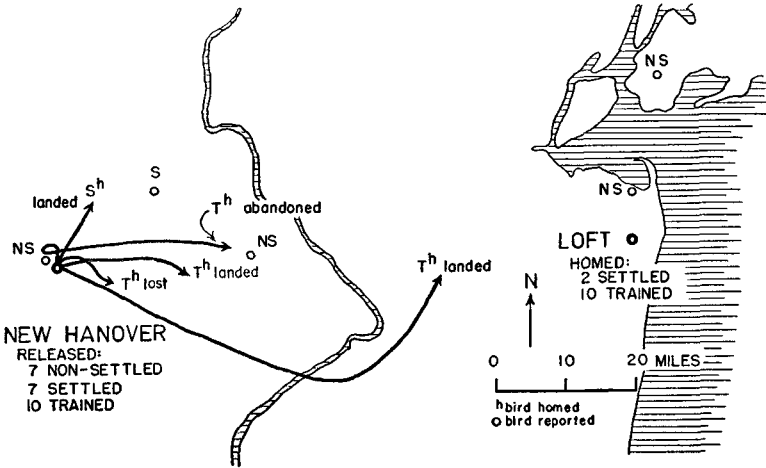 NS
S
S^h
landed
T^h abandoned
NS
NS
T^h lost
T^h landed
T^h landed
NS
LOFT
HOMED:
2 SETTLED
10 TRAINED
NEW HANOVER
RELEASED:
7 NON-SETTLED
7 SETTLED
10 TRAINED
N
0 10 20 MILES
h bird homed
o bird reported